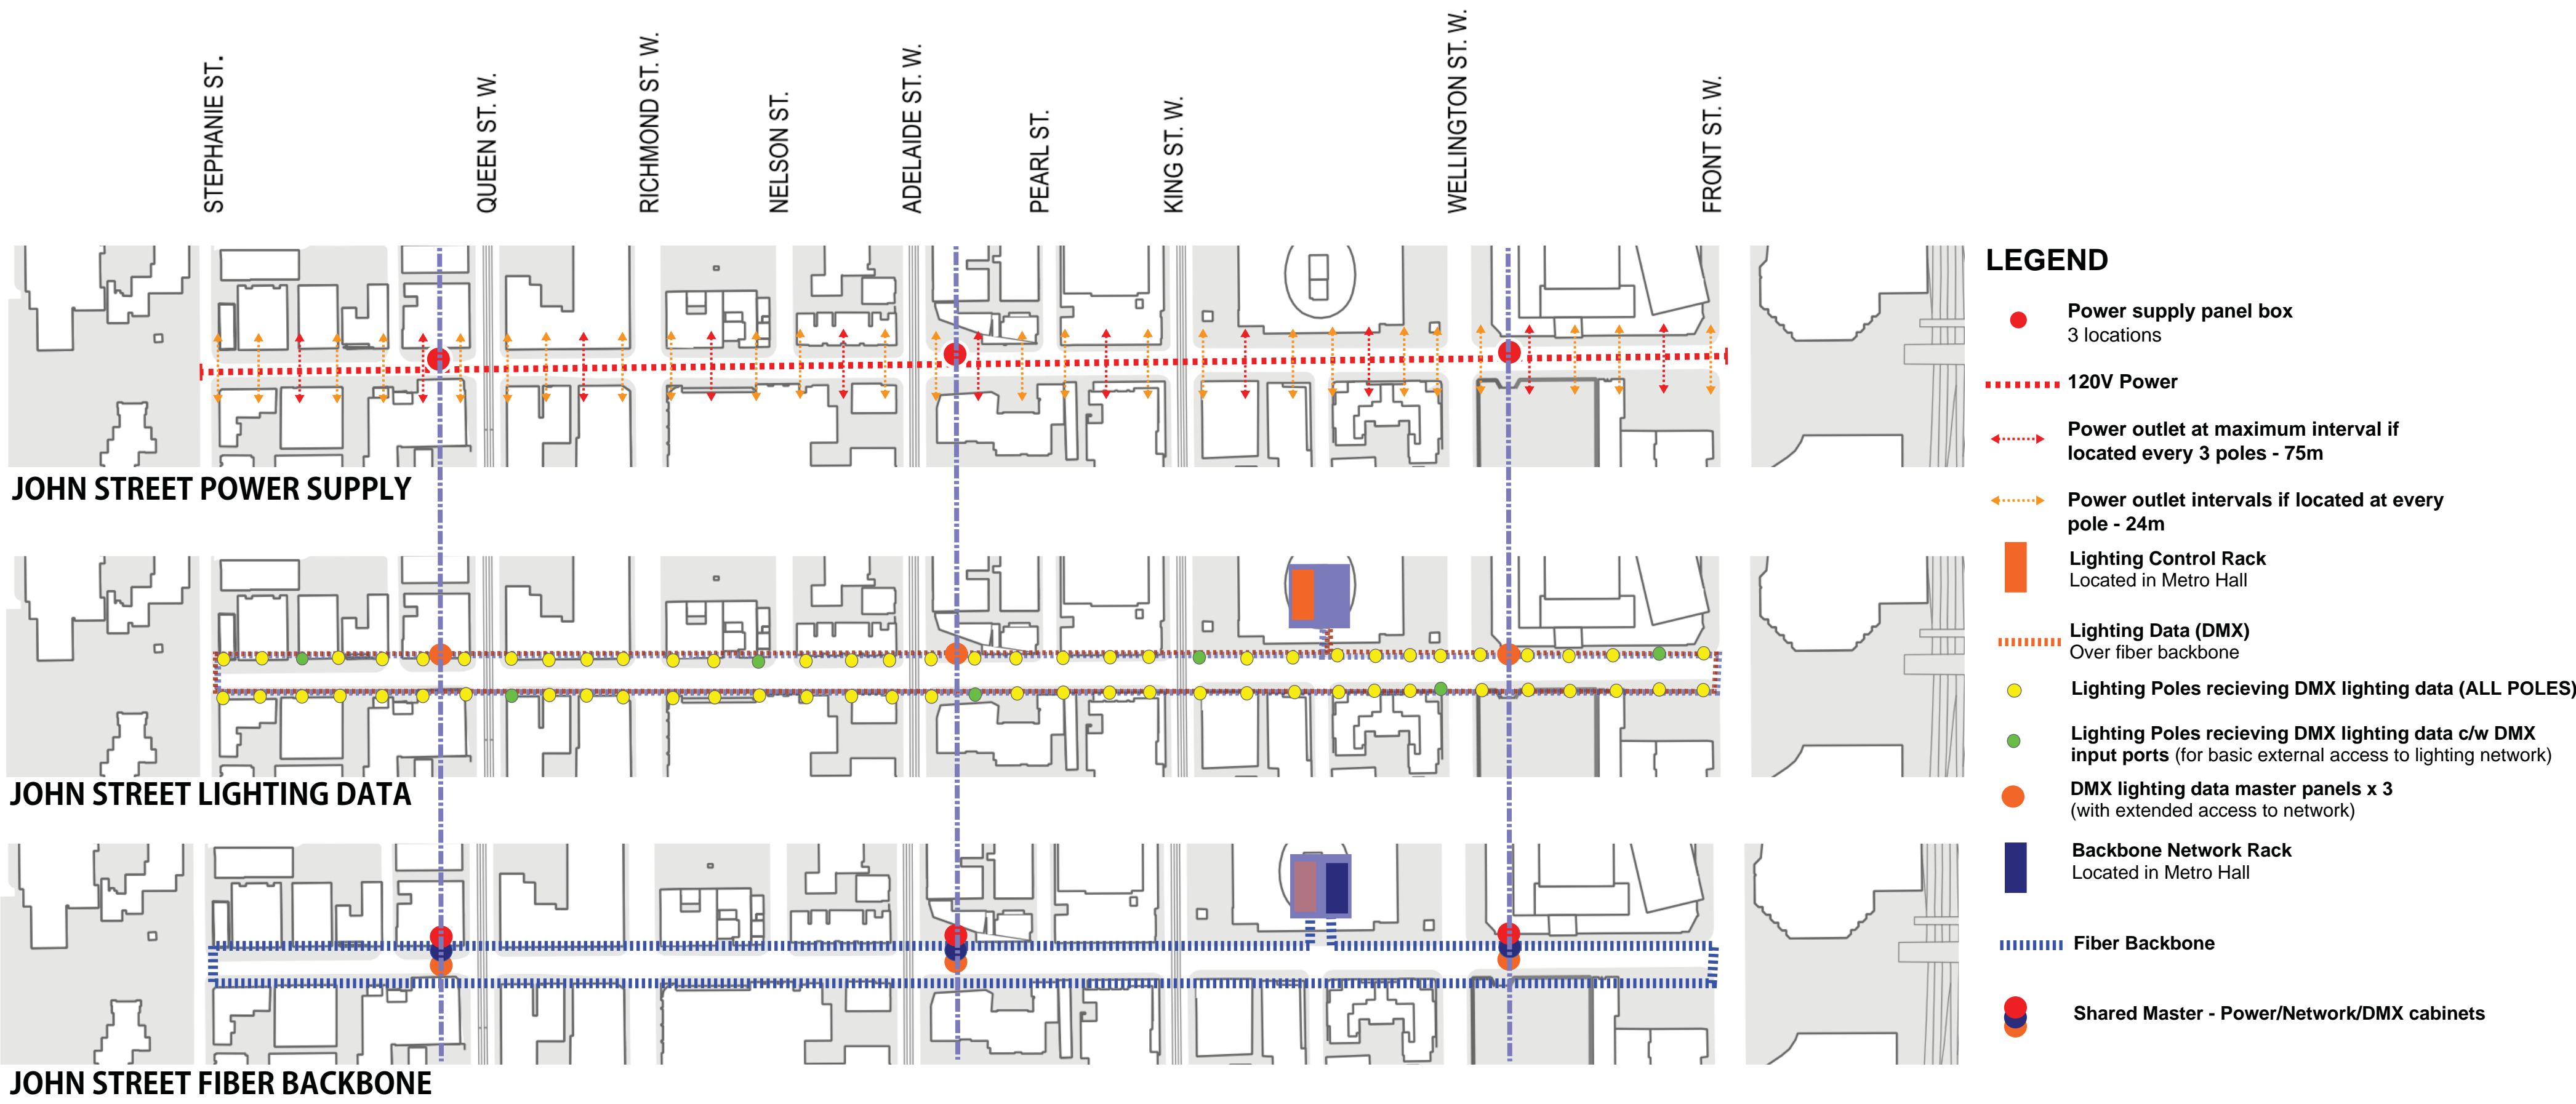 STEPHANIE ST.
QUEEN ST. W.
RICHMOND ST. W.
NELSON ST.
ADELAIDE ST. W.
PEARL ST.
KING ST. W.
WELLINGTON ST. W.
FRONT ST. W.
JOHN STREET POWER SUPPLY
JOHN STREET LIGHTING DATA
JOHN STREET FIBER BACKBONE
LEGEND
Power supply panel box
3 locations
120V Power
Power outlet at maximum interval if
located every 3 poles - 75m
Power outlet intervals if located at every
pole - 24m
Lighting Control Rack
Located in Metro Hall
Lighting Data (DMX)
Over fiber backbone
Lighting Poles recieving DMX lighting data (ALL POLES)
Lighting Poles recieving DMX lighting data c/w DMX
input ports (for basic external access to lighting network)
DMX lighting data master panels x 3
(with extended access to network)
Backbone Network Rack
Located in Metro Hall
Fiber Backbone
Shared Master - Power/Network/DMX cabinets